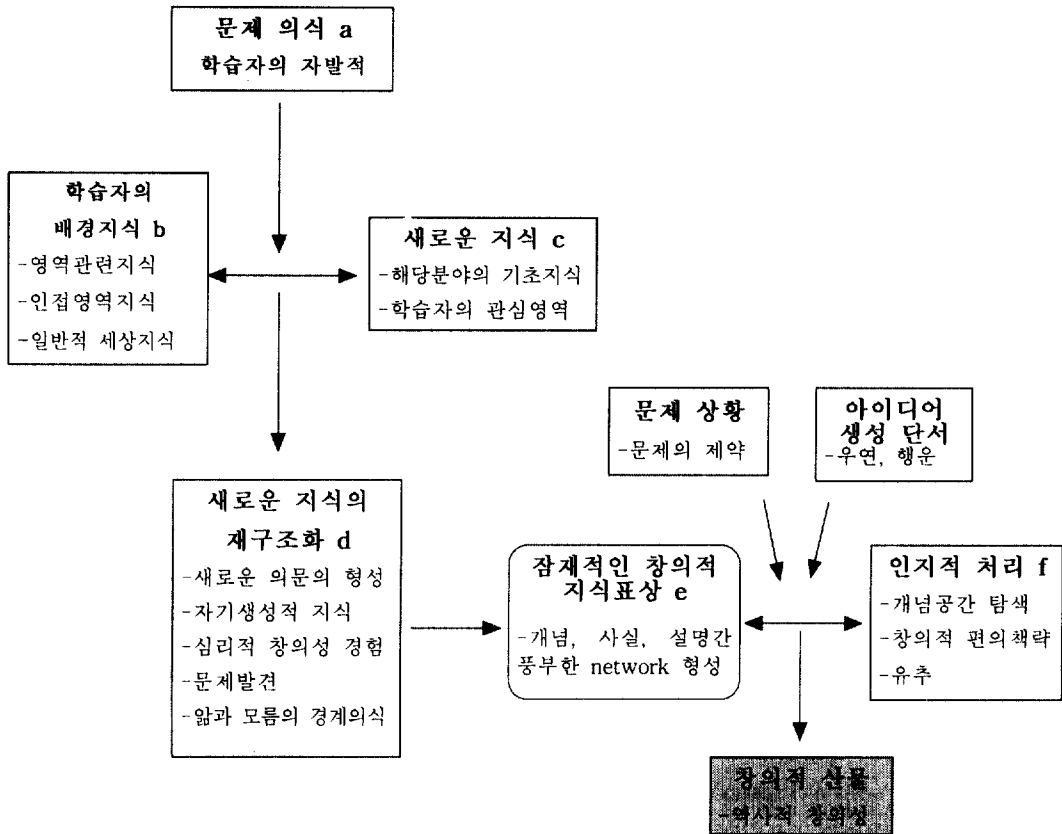 문제 의식 a
학습자의 자발적
학습자의
배경지식 b
-영역관련지식
-인접영역지식
-일반적 세상지식
새로운 지식 c
-해당분야의 기초지식
-학습자의 관심영역
문제 상황
-문제의 제약
아이디어
생성 단서
-우연, 행운
새로운 지식의
재구조화 d
-새로운 의문의 형성
-자기생성적 지식
-심리적 창의성 경험
-문제발견
-앎과 모름의 경계의식
잠재적인 창의적
지식표상 e
-개념, 사실, 설명간
풍부한 network 형성
인지적 처리 f
-개념공간 탐색
-창의적 편의책략
-유추
창의적 산물
-역사적 창의성